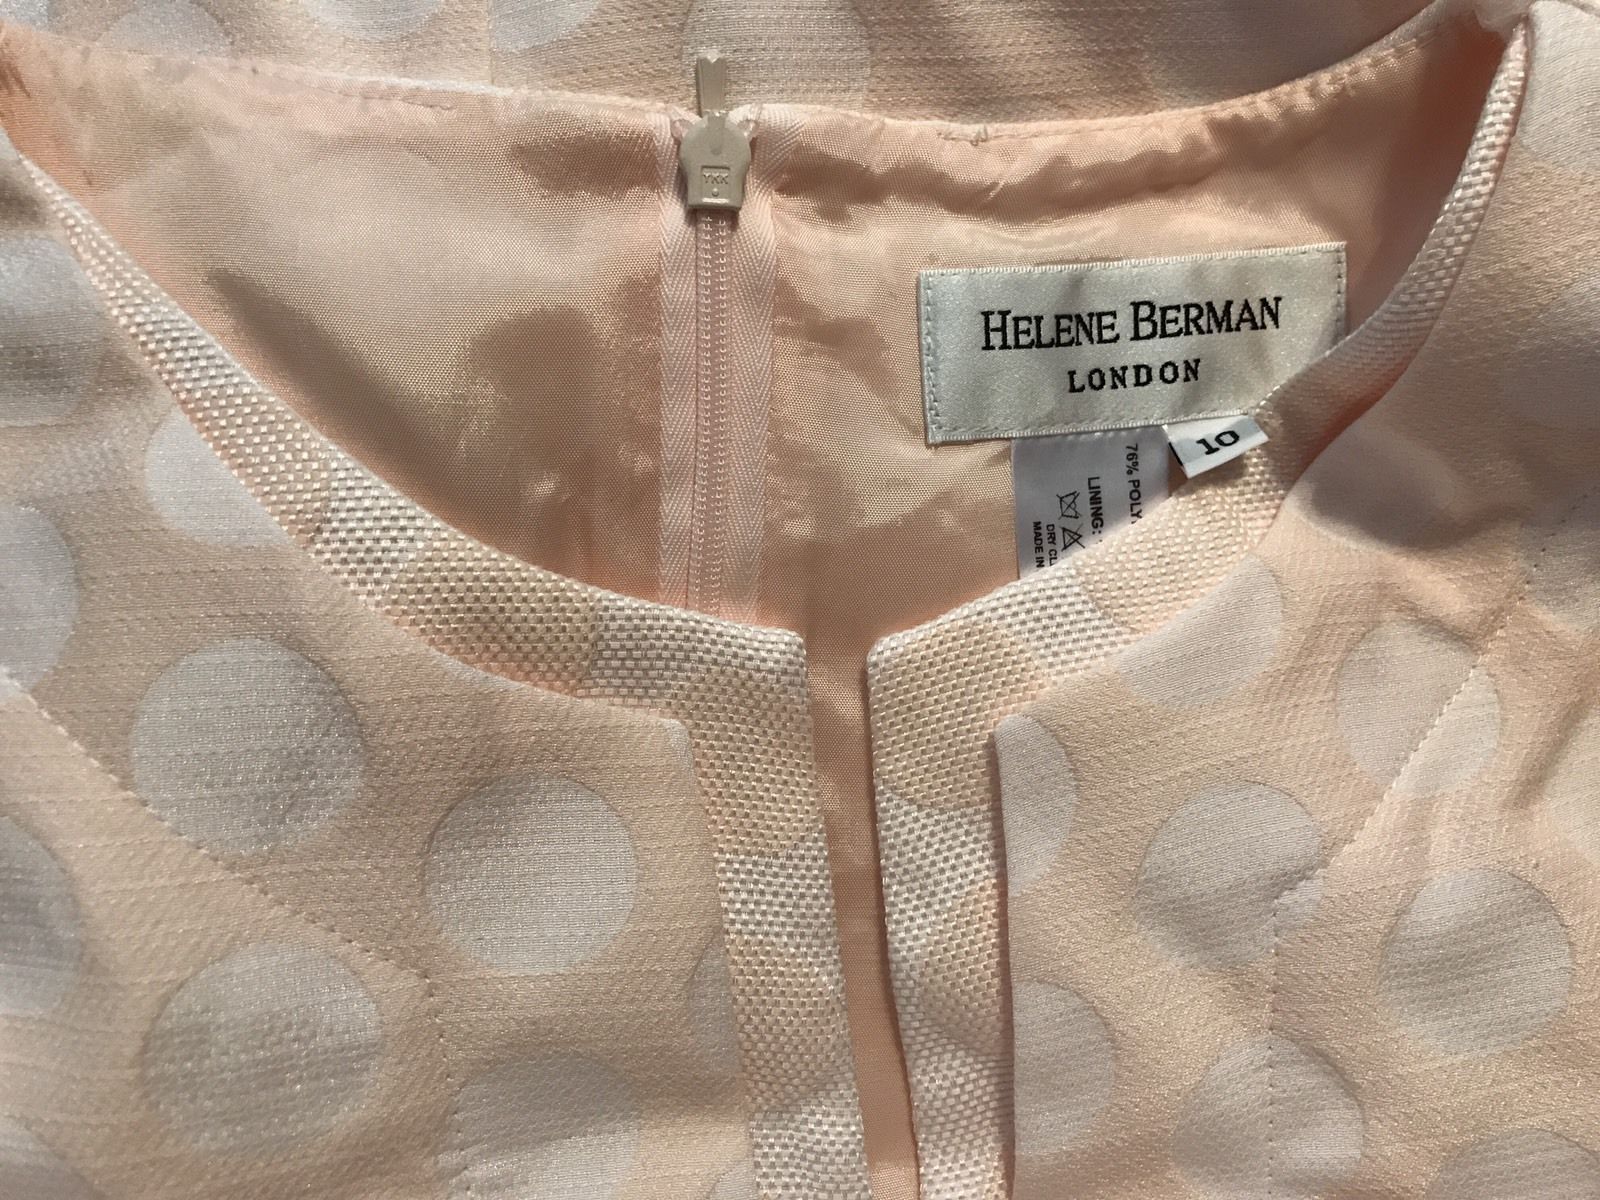 YKK
HELENE BERMAN
LONDON
10
76% POLY
LINING:
DRY CL
MADE IN